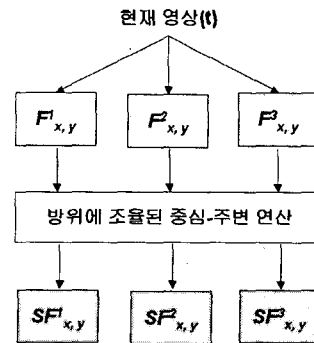 현재 영상(t)
F¹x, y F²x, y F³x, y
방위에 조율된 중심-주변 연산
SF¹x, y SF²x, y SF³x, y